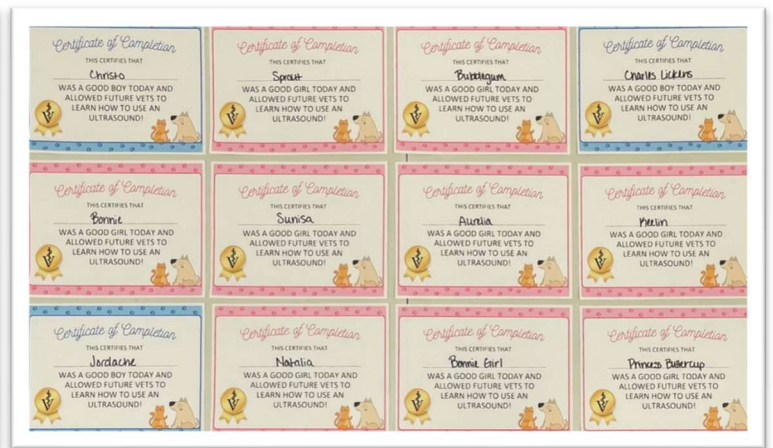 Certificate of Completion
THIS CERTIFIES THAT
Christo
WAS A GOOD BOY TODAY AND
ALLOWED FUTURE VETS TO
LEARN HOW TO USE AN
ULTRASOUND!
Certificate of Completion
THIS CERTIFIES THAT
Sprout
WAS A GOOD GIRL TODAY AND
ALLOWED FUTURE VETS TO
LEARN HOW TO USE AN
ULTRASOUND!
Certificate of Completion
THIS CERTIFIES THAT
Bubblegum
WAS A GOOD GIRL TODAY AND
ALLOWED FUTURE VETS TO
LEARN HOW TO USE AN
ULTRASOUND!
Certificate of Completion
THIS CERTIFIES THAT
Charles Lickens
WAS A GOOD BOY TODAY AND
ALLOWED FUTURE VETS TO
LEARN HOW TO USE AN
ULTRASOUND!
Certificate of Completion
THIS CERTIFIES THAT
Bonnie
WAS A GOOD GIRL TODAY AND
ALLOWED FUTURE VETS TO
LEARN HOW TO USE AN
ULTRASOUND!
Certificate of Completion
THIS CERTIFIES THAT
Sunisa
WAS A GOOD GIRL TODAY AND
ALLOWED FUTURE VETS TO
LEARN HOW TO USE AN
ULTRASOUND!
Certificate of Completion
THIS CERTIFIES THAT
Aurelia
WAS A GOOD GIRL TODAY AND
ALLOWED FUTURE VETS TO
LEARN HOW TO USE AN
ULTRASOUND!
Certificate of Completion
THIS CERTIFIES THAT
WAS A GOOD GIRL TODAY AND
ALLOWED FUTURE VETS TO
LEARN HOW TO USE AN
ULTRASOUND!
Certificate of Completion
THIS CERTIFIES THAT
Jordache
WAS A GOOD BOY TODAY AND
ALLOWED FUTURE VETS TO
LEARN HOW TO USE AN
ULTRASOUND!
Certificate of Completion
THIS CERTIFIES THAT
Natalia
WAS A GOOD GIRL TODAY AND
ALLOWED FUTURE VETS TO
LEARN HOW TO USE AN
ULTRASOUND!
Certificate of Completion
THIS CERTIFIES THAT
Bonnie Girl
WAS A GOOD GIRL TODAY AND
ALLOWED FUTURE VETS TO
LEARN HOW TO USE AN
ULTRASOUND!
Certificate of Completion
THIS CERTIFIES THAT
Princess Buttercup
WAS A GOOD GIRL TODAY AND
ALLOWED FUTURE VETS TO
LEARN HOW TO USE AN
ULTRASOUND!